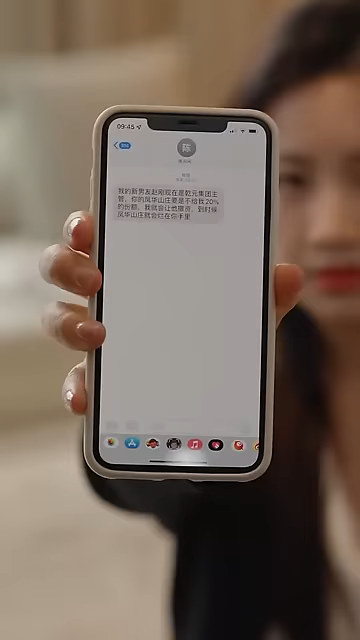 09:45
陈
我的新男友赵刚现在是乾元集团主
管，你的凤华山庄要是不给我20%
的份额，我就会让他撤资，到时候
凤华山庄就会烂在你手里